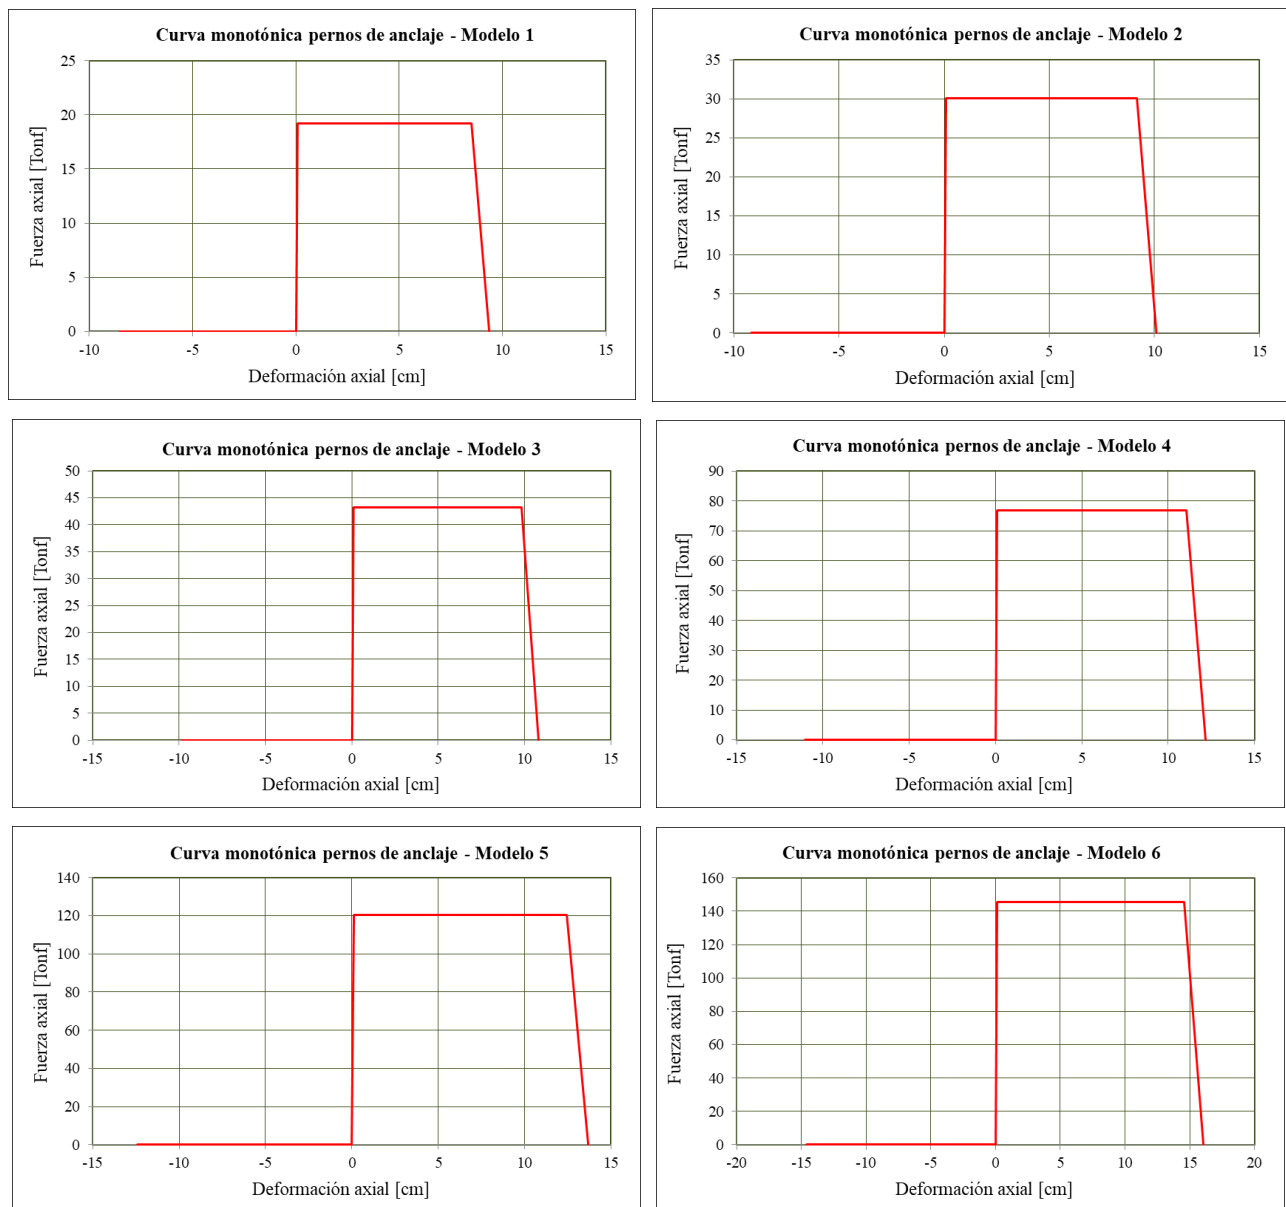 Curva monotónica pernos de anclaje - Modelo 1
25
20
15
10
5
0
-10 -5 0 5 10 15
Fuerza axial [Tonf]
Deformación axial [cm]
Curva monotónica pernos de anclaje - Modelo 2
35
30
25
20
15
10
5
0
-10 -5 0 5 10 15
Fuerza axial [Tonf]
Deformación axial [cm]
Curva monotónica pernos de anclaje - Modelo 3
50
45
40
35
30
25
20
15
10
5
0
-15 -10 -5 0 5 10 15
Fuerza axial [Tonf]
Deformación axial [cm]
Curva monotónica pernos de anclaje - Modelo 4
90
80
70
60
50
40
30
20
10
0
-15 -10 -5 0 5 10 15
Fuerza axial [Tonf]
Deformación axial [cm]
Curva monotónica pernos de anclaje - Modelo 5
140
120
100
80
60
40
20
0
-15 -10 -5 0 5 10 15
Fuerza axial [Tonf]
Deformación axial [cm]
Curva monotónica pernos de anclaje - Modelo 6
160
140
120
100
80
60
40
20
0
-20 -15 -10 -5 0 5 10 15 20
Fuerza axial [Tonf]
Deformación axial [cm]